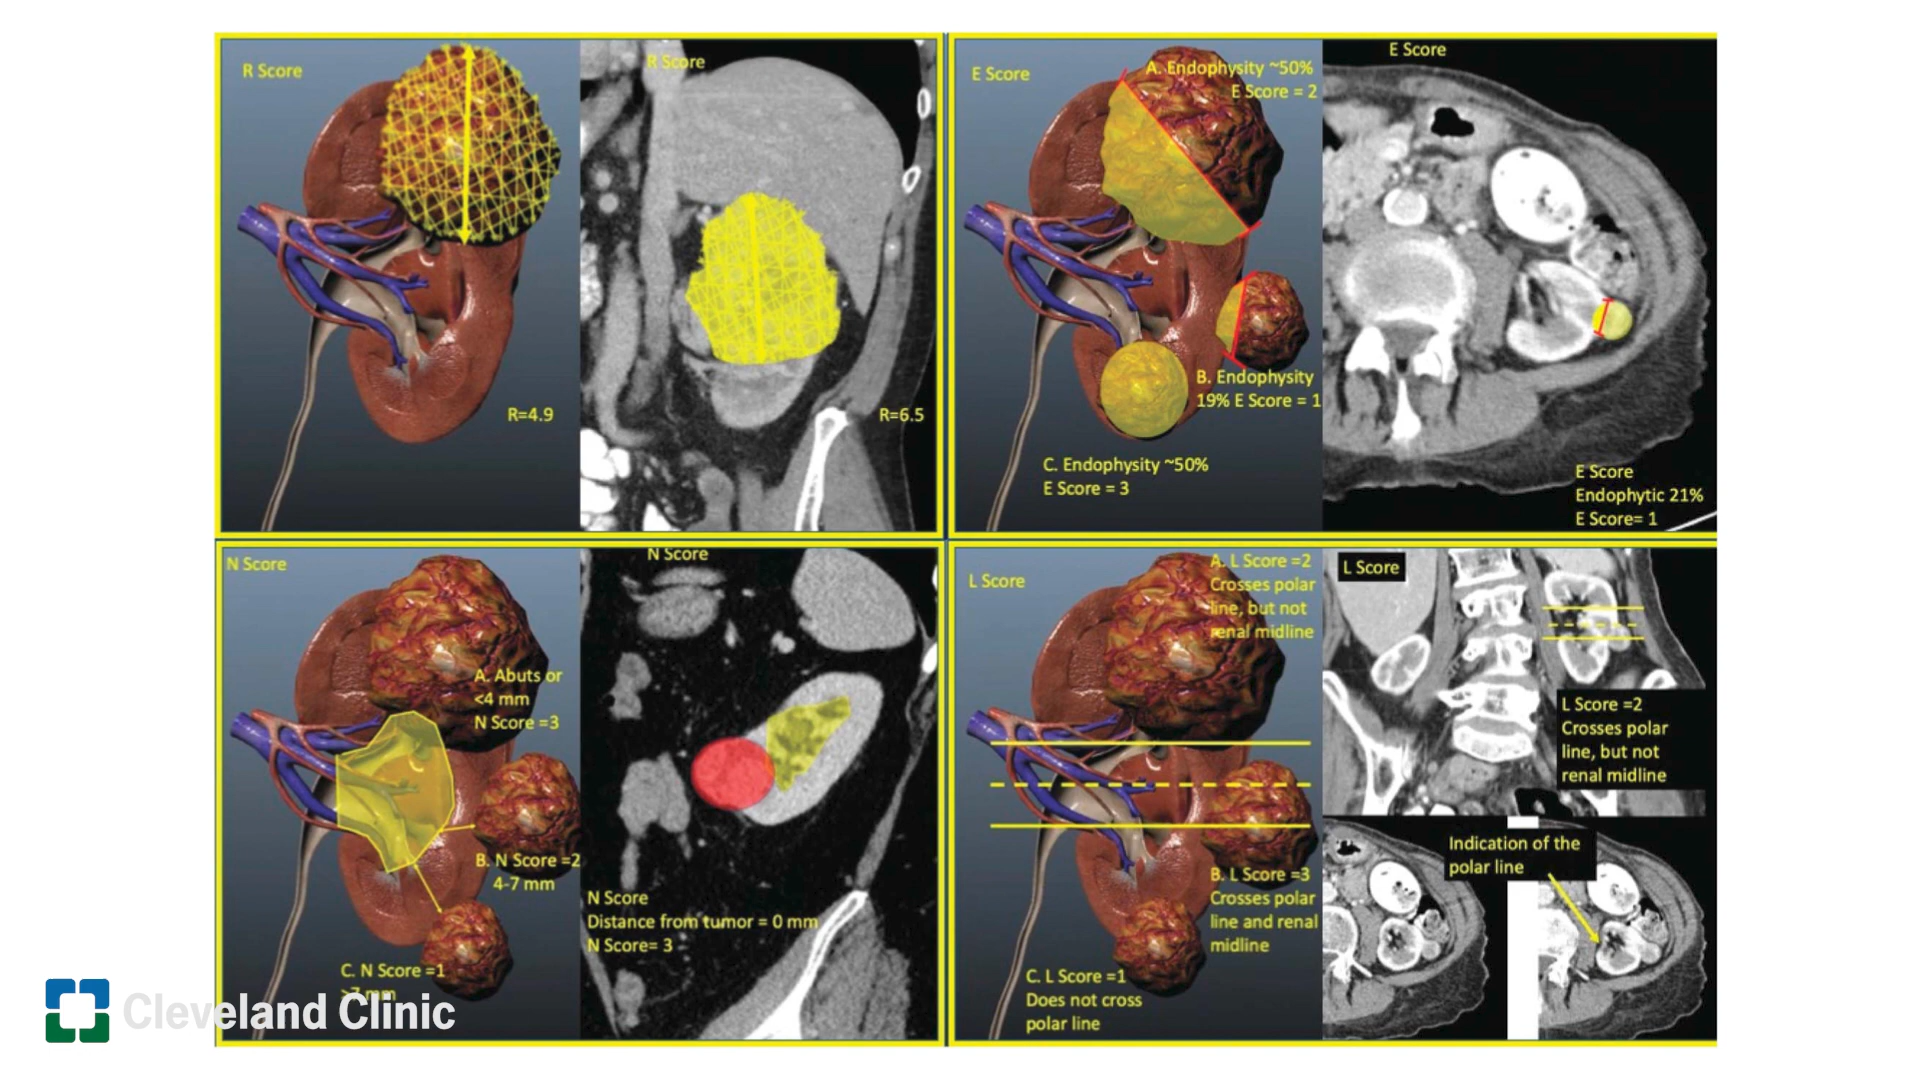 R Score
R Score
R=4.9
R=6.5
E Score
A. Endophysity ~50%
E Score = 2
B. Endophysity
19% E Score = 1
C. Endophysity ~50%
E Score = 3
E Score
E Score
Endophytic 21%
E Score= 1
N Score
A. Abuts or
<4 mm
N Score =3
B. N Score =2
4-7 mm
C. N Score =1
>7 mm
N Score
N Score
Distance from tumor = 0 mm
N Score= 3
L Score
A. L Score =2
Crosses polar
line, but not
renal midline
B. L Score =3
Crosses polar
line and renal
midline
C. L Score =1
Does not cross
polar line
L Score
L Score =2
Crosses polar
line, but not
renal midline
Indication of the
polar line
Cleveland Clinic